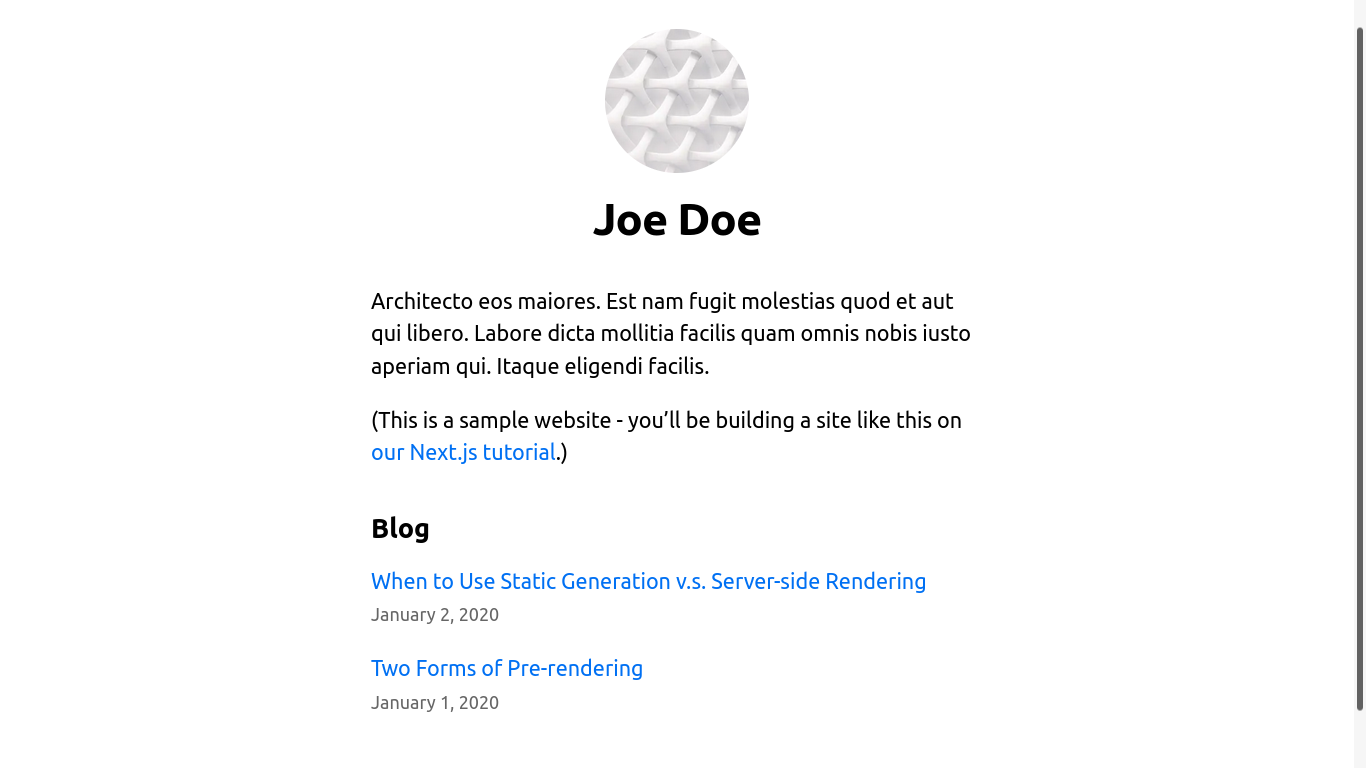 Joe Doe
Architecto eos maiores. Est nam fugit molestias quod et aut
qui libero. Labore dicta mollitia facilis quam omnis nobis iusto
aperiam qui. Itaque eligendi facilis.
(This is a sample website - you’ll be building a site like this on
our Next.js tutorial.)
Blog
When to Use Static Generation v.s. Server-side Rendering
January 2, 2020
Two Forms of Pre-rendering
January 1, 2020